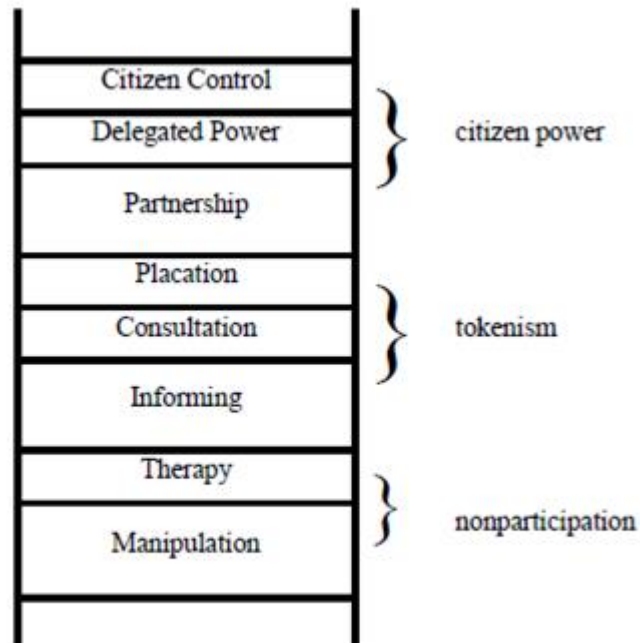 Citizen Control
Delegated Power
citizen power
Partnership
Placation
Consultation
tokenism
Informing
Therapy
Manipulation
nonparticipation